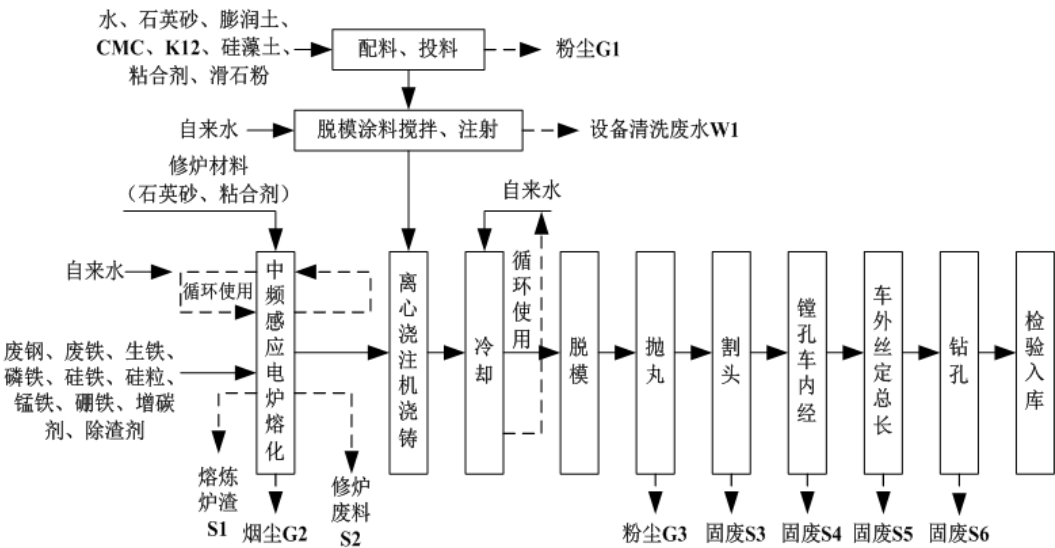 水、石英砂、膨润土、
CMC、K12、硅藻土、
粘合剂、滑石粉
配料、投料
粉尘G1
自来水
脱模涂料搅拌、注射
设备清洗废水W1
修炉材料
（石英砂、粘合剂）
自来水
自来水
循环使用
中频感应电炉熔化
离心浇注机浇铸
冷却
循环使用
脱模
抛丸
割头
镗孔车内经
车外丝定总长
钻孔
检验入库
废钢、废铁、生铁、
磷铁、硅铁、硅粒、
锰铁、硼铁、增碳
剂、除渣剂
熔炼
炉渣
S1
烟尘G2
修炉
废料
S2
粉尘G3
固废S3
固废S4
固废S5
固废S6